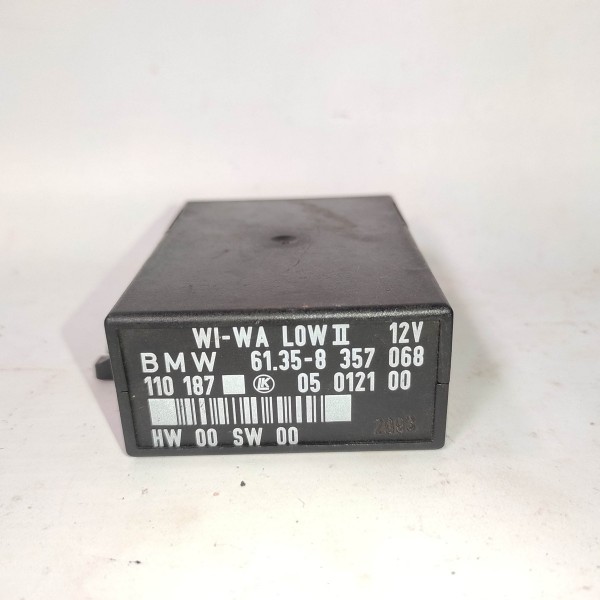 WI-WA LOW II 12V
BMW 61.35-8 357 068
110 187 LK 05 0121 00
HW 00 SW 00